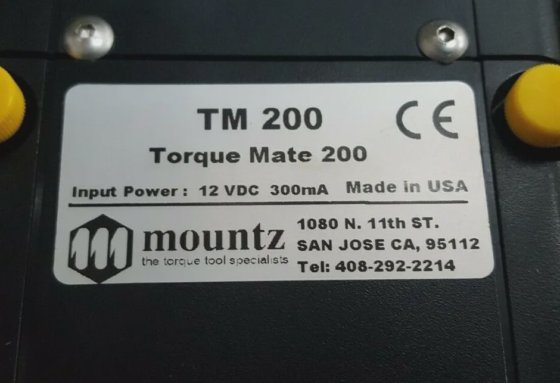 TM 200
CE
Torque Mate 200
Input Power : 12 VDC 300mA Made in USA
mountz
the torque tool specialists
1080 N. 11th ST.
SAN JOSE CA, 95112
Tel: 408-292-2214